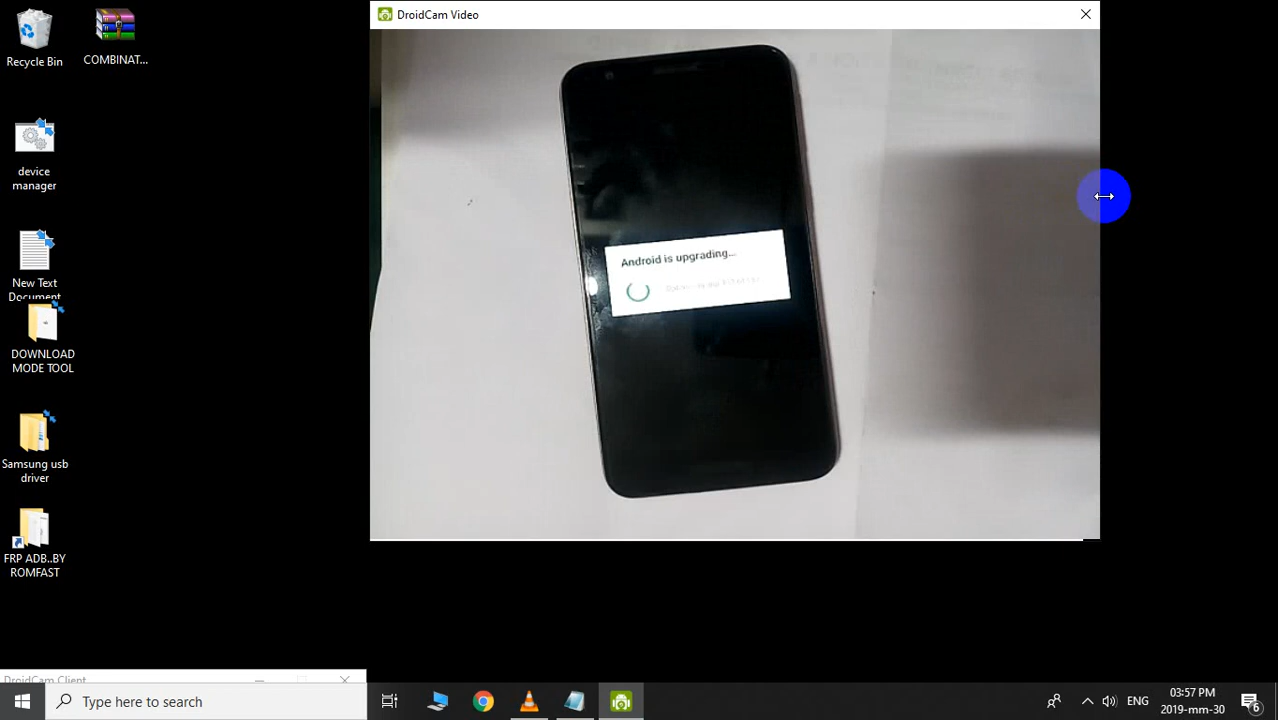 DroidCam Video
Recycle Bin
COMBINAT...
device
manager
New Text
Document
DOWNLOAD
MODE TOOL
Samsung usb
driver
FRP ADB..BY
ROMFAST
Android is upgrading...
DroidCam Client
Type here to search
ENG
03:57 PM
2019-mm-30
6